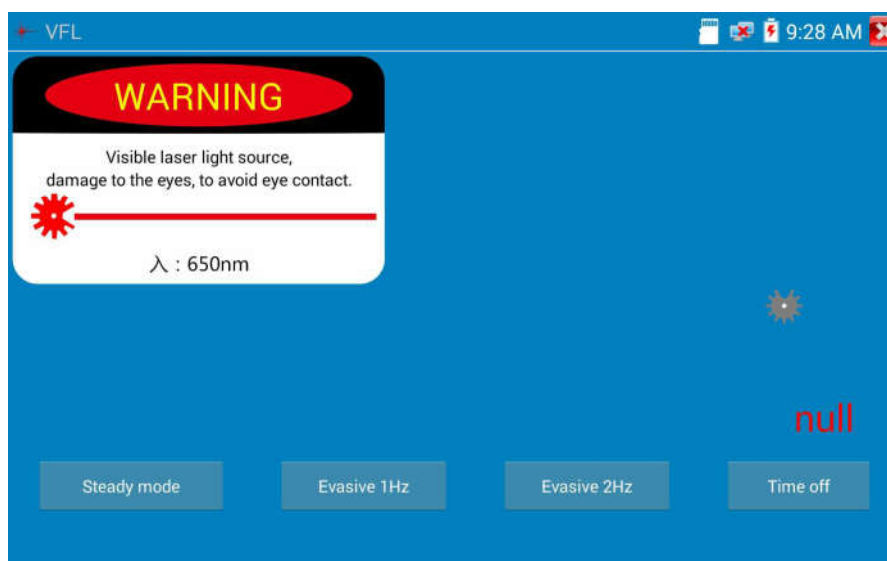 VFL
9:28 AM
WARNING
Visible laser light source,
damage to the eyes, to avoid eye contact.
入 : 650nm
null
Steady mode
Evasive 1Hz
Evasive 2Hz
Time off